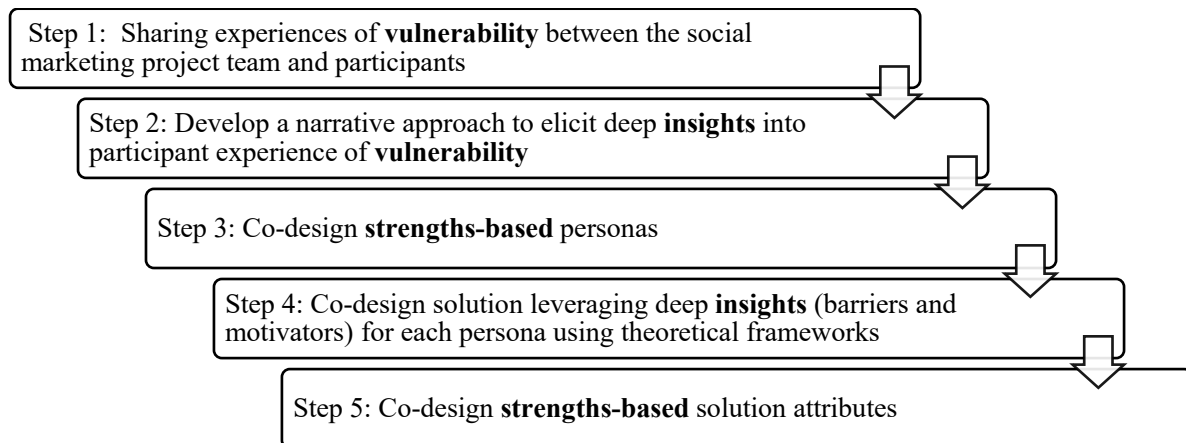 Step 1:  Sharing experiences of vulnerability between the social
marketing project team and participants
Step 2: Develop a narrative approach to elicit deep insights into
participant experience of vulnerability
Step 3: Co-design strengths-based personas
Step 4: Co-design solution leveraging deep insights (barriers and
motivators) for each persona using theoretical frameworks
Step 5: Co-design strengths-based solution attributes